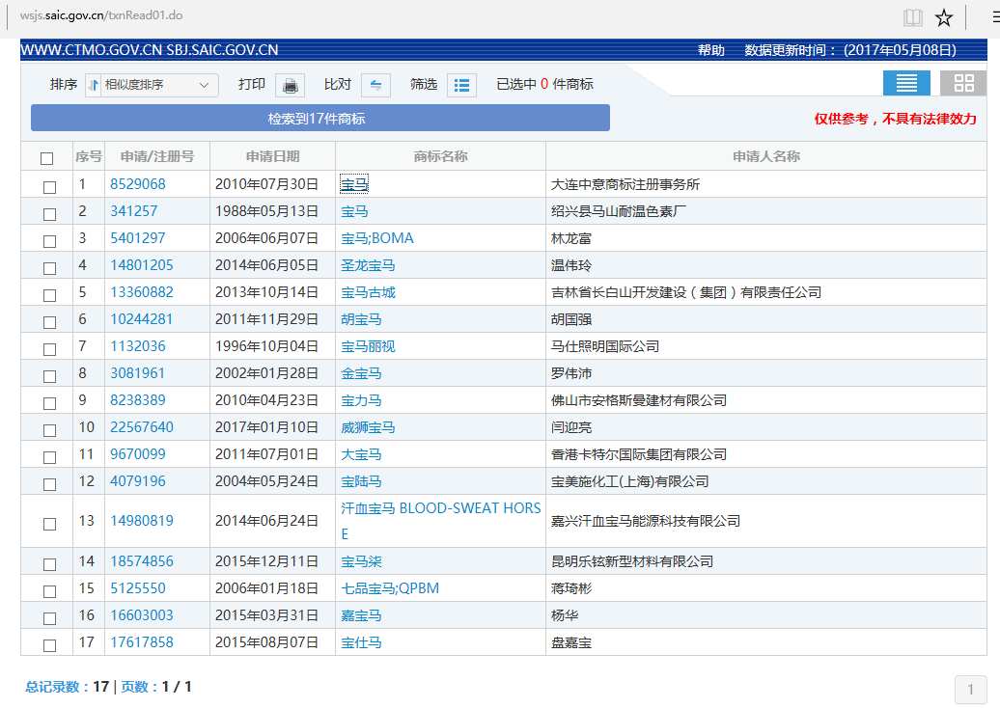 wsjs.saic.gov.cn/txnRead01.do
WWW.CTMO.GOV.CN SBJ.SAIC.GOV.CN 帮助 数据更新时间： (2017年05月08日)
排序 相似度排序 打印 比对 筛选 已选中 0 件商标
检索到17件商标 仅供参考，不具有法律效力
序号 申请/注册号 申请日期 商标名称 申请人名称
1 8529068 2010年07月30日 宝马 大连中意商标注册事务所
2 341257 1988年05月13日 宝马 绍兴县马山耐温色素厂
3 5401297 2006年06月07日 宝马;BOMA 林龙富
4 14801205 2014年06月05日 圣龙宝马 温伟玲
5 13360882 2013年10月14日 宝马古城 吉林省长白山开发建设（集团）有限责任公司
6 10244281 2011年11月29日 胡宝马 胡国强
7 1132036 1996年10月04日 宝马丽视 马仕照明国际公司
8 3081961 2002年01月28日 金宝马 罗伟沛
9 8238389 2010年04月23日 宝力马 佛山市安格斯曼建材有限公司
10 22567640 2017年01月10日 威狮宝马 闫迎亮
11 9670099 2011年07月01日 大宝马 香港卡特尔国际集团有限公司
12 4079196 2004年05月24日 宝陆马 宝美施化工(上海)有限公司
13 14980819 2014年06月24日 汗血宝马 BLOOD-SWEAT HORS
E 嘉兴汗血宝马能源科技有限公司
14 18574856 2015年12月11日 宝马柒 昆明乐铉新型材料有限公司
15 5125550 2006年01月18日 七品宝马;QPBM 蒋琦彬
16 16603003 2015年03月31日 嘉宝马 杨华
17 17617858 2015年08月07日 宝仕马 盘嘉宝
总记录数：17 | 页数：1 / 1
1